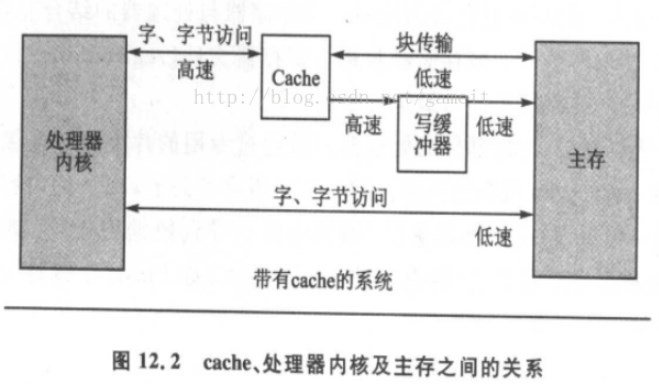 字、字节访问
块传输
高速
Cache
低速
http://blog.csdn.net/gameit
处理器
内核
高速
写缓
冲器
低速
主存
字、字节访问
低速
带有cache的系统
图 12.2 cache、处理器内核及主存之间的关系